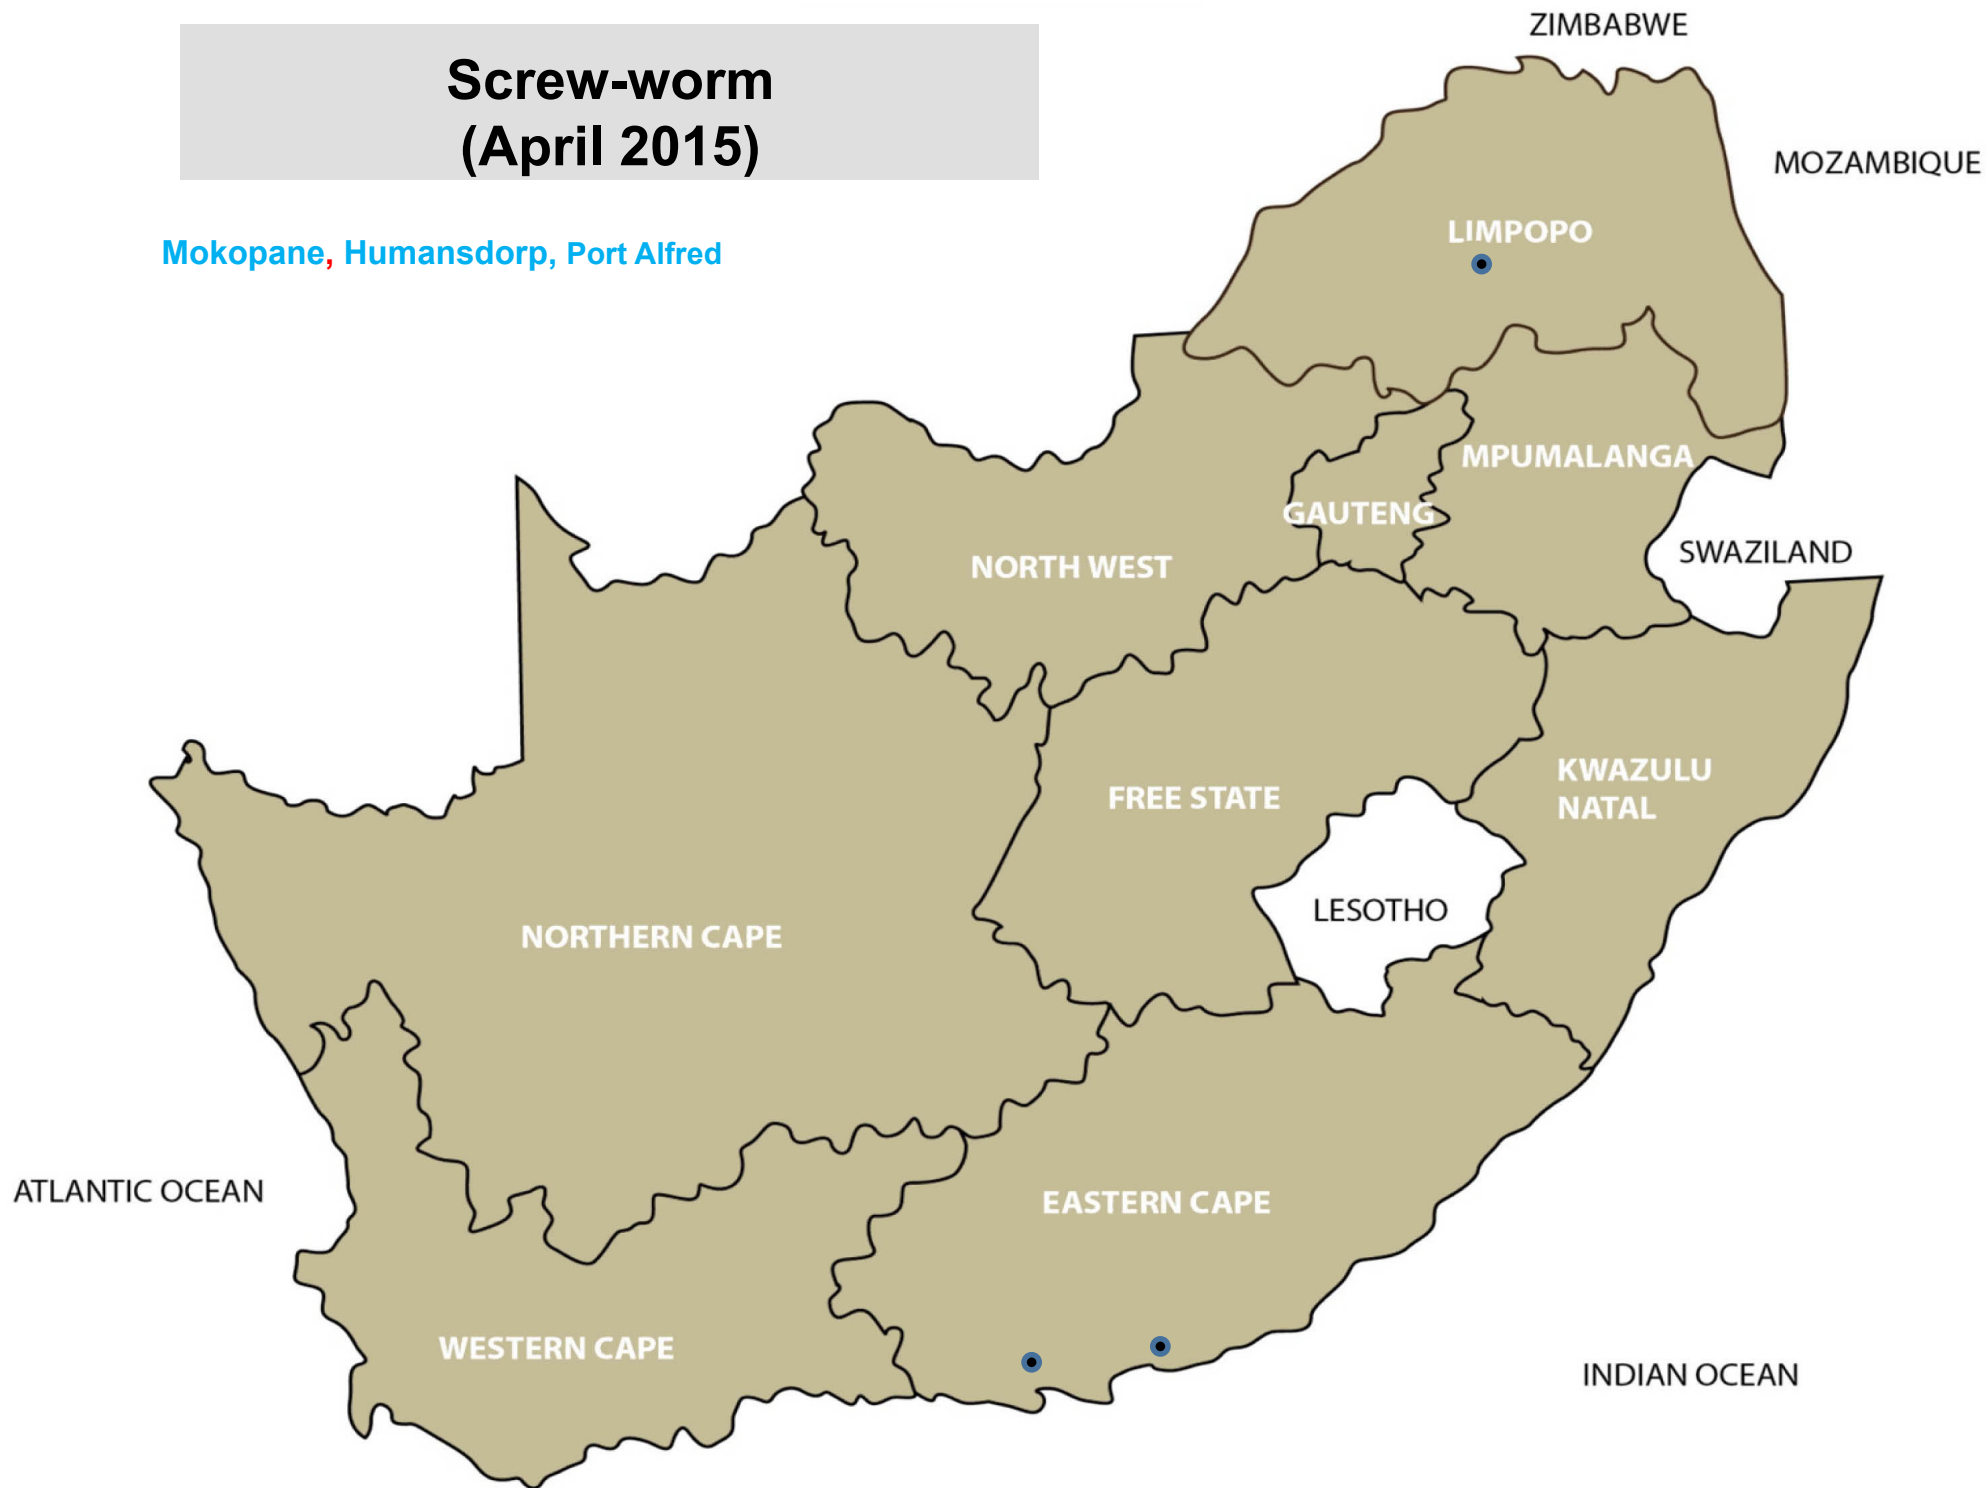 Screw-worm
(April 2015)
Mokopane, Humansdorp, Port Alfred
ZIMBABWE
MOZAMBIQUE
LIMPOPO
MPUMALANGA
GAUTENG
SWAZILAND
NORTH WEST
KWAZULU
NATAL
FREE STATE
LESOTHO
NORTHERN CAPE
ATLANTIC OCEAN
EASTERN CAPE
WESTERN CAPE
INDIAN OCEAN